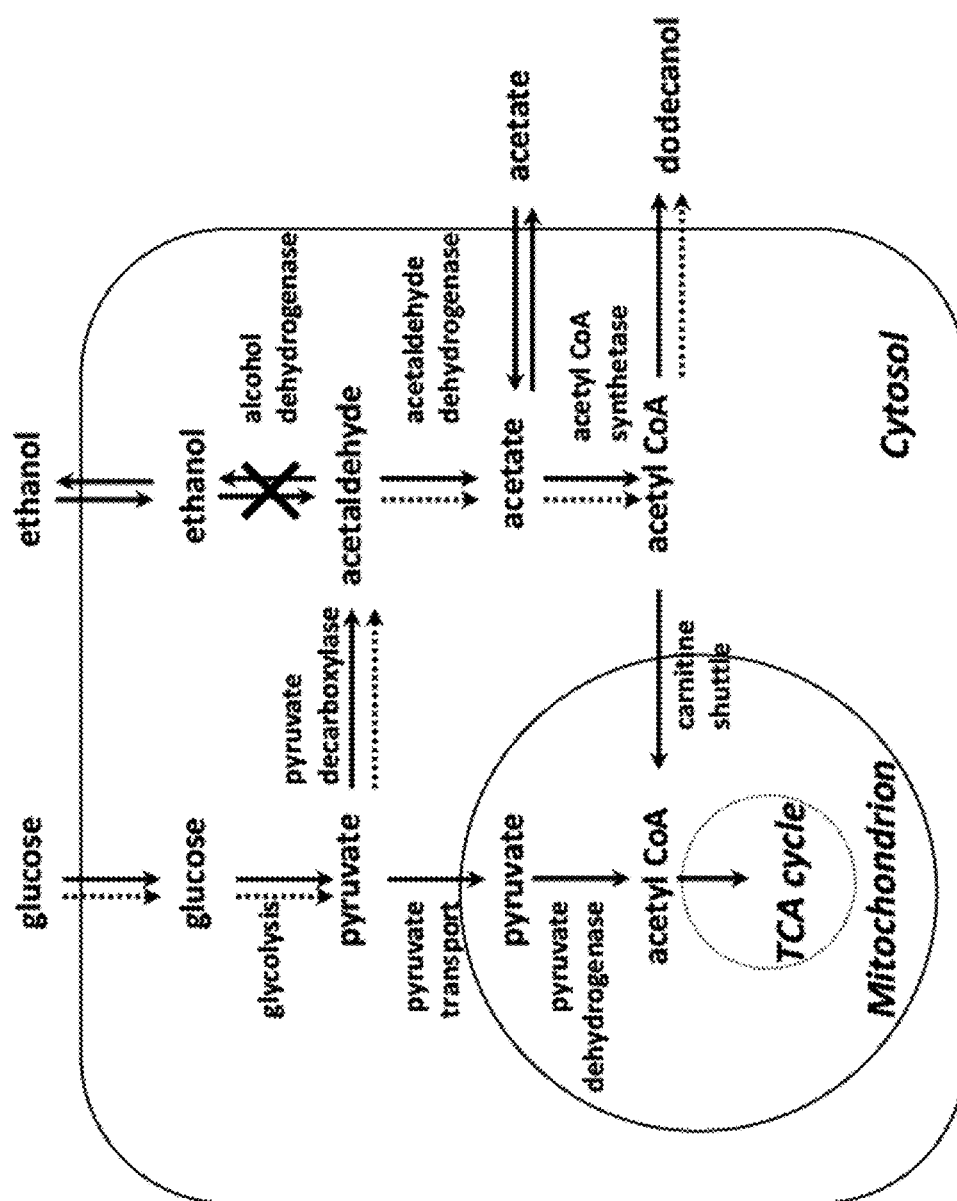 glucose
glucose
glycolysis
pyruvate
pyruvate
transport
pyruvate
pyruvate
dehydrogenase
acetyl CoA
TCA cycle
Mitochondrion
pyruvate
decarboxylase
carnitine
shuttle
ethanol
ethanol
alcohol
dehydrogenase
acetaldehyde
acetaldehyde
dehydrogenase
acetate
acetate
acetyl CoA
synthetase
acetyl CoA
dodecanol
Cytosol